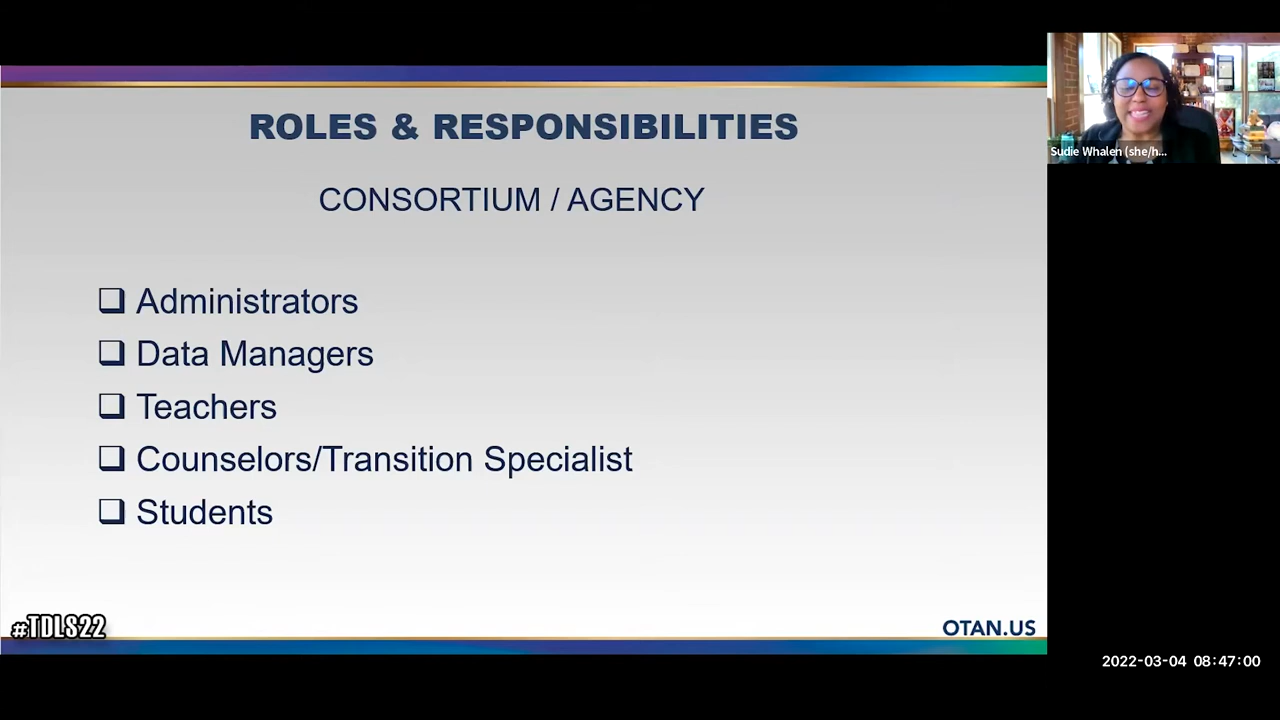 ROLES & RESPONSIBILITIES
CONSORTIUM / AGENCY
❑ Administrators
❑ Data Managers
❑ Teachers
❑ Counselors/Transition Specialist
❑ Students
#TDLS22
OTAN.US
Sudie Whalen (she/h...
2022-03-04 08:47:00